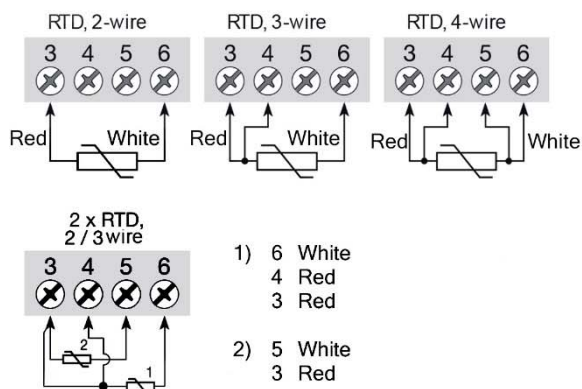 RTD, 2-wire
3 4 5 6
Red White
RTD, 3-wire
3 4 5 6
Red White
RTD, 4-wire
3 4 5 6
Red White
2 x RTD,
2 / 3 wire
3 4 5 6
2
1
1) 6 White
4 Red
3 Red
2) 5 White
3 Red